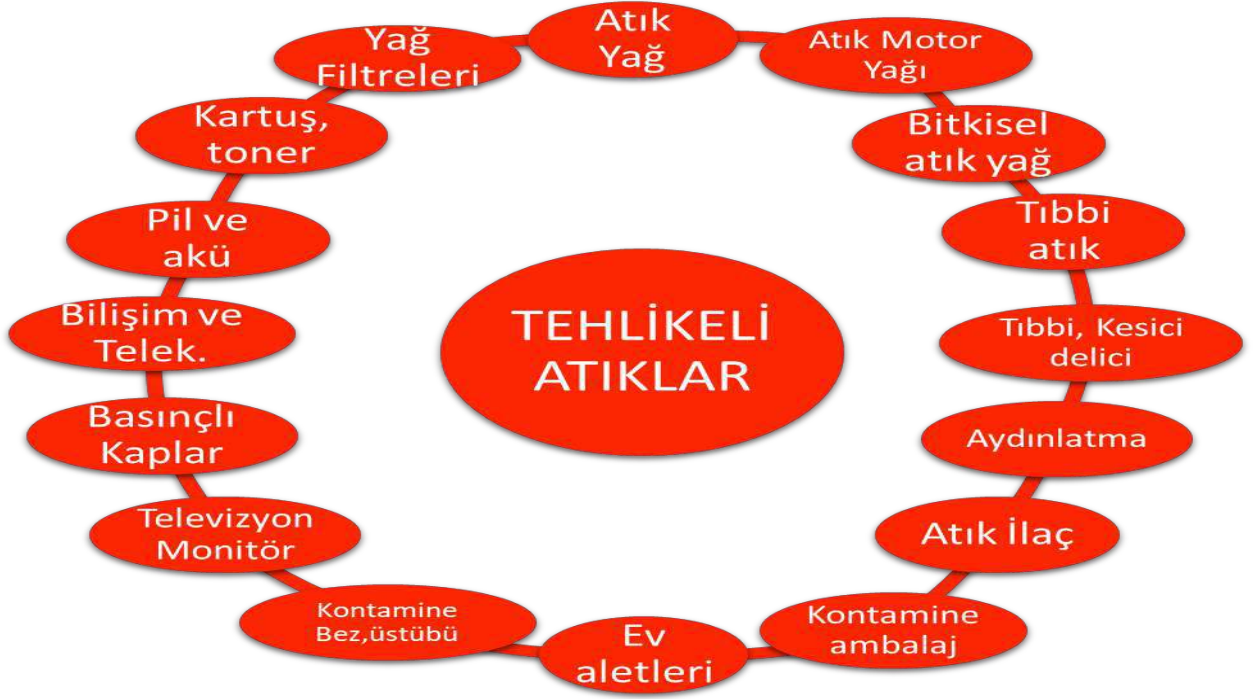 Atık
Yağ
Atık Motor
Yağı
Bitkisel
atık yağ
Tıbbi
atık
Tıbbi, Kesici
delici
Aydınlatma
Atık İlaç
Kontamine
ambalaj
Ev
aletleri
Kontamine
Bez,üstübü
Televizyon
Monitör
Basınçlı
Kaplar
Bilişim ve
Telek.
Pil ve
akü
Kartuş,
toner
Yağ
Filtreleri
TEHLİKELİ
ATIKLAR